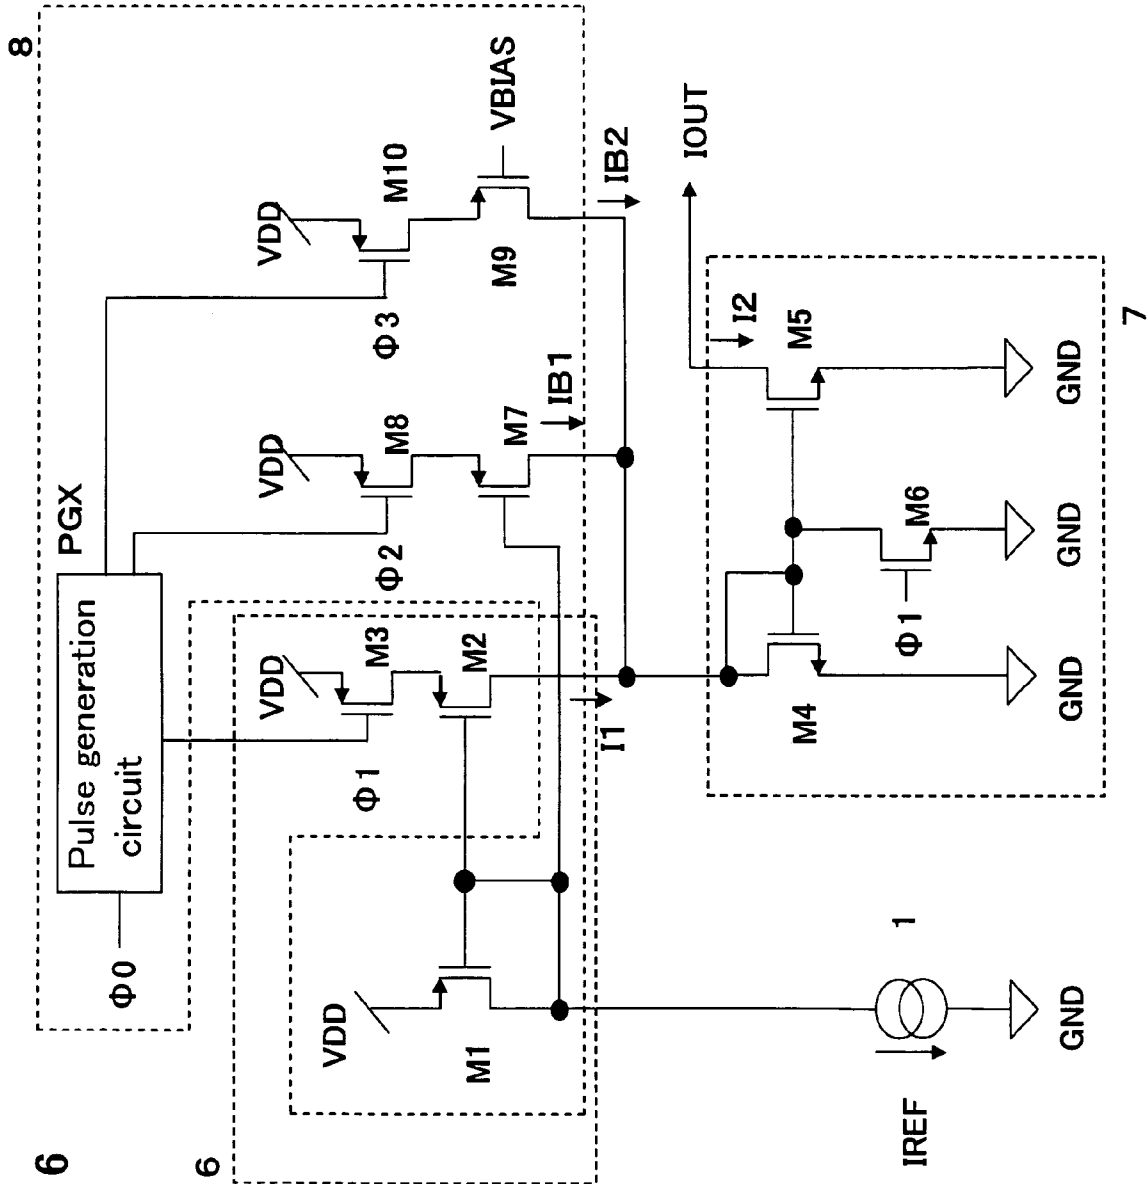 6
8
Φ0
Pulse generation
circuit
PGX
6
VDD
VDD
VDD
VDD
Φ1
M3
Φ2
M8
Φ3
M10
M1
M2
M7
M9
VBIAS
I1
IB1
IB2
IOUT
I2
M4
M6
M5
Φ1
IREF
1
GND
GND
GND
GND
7